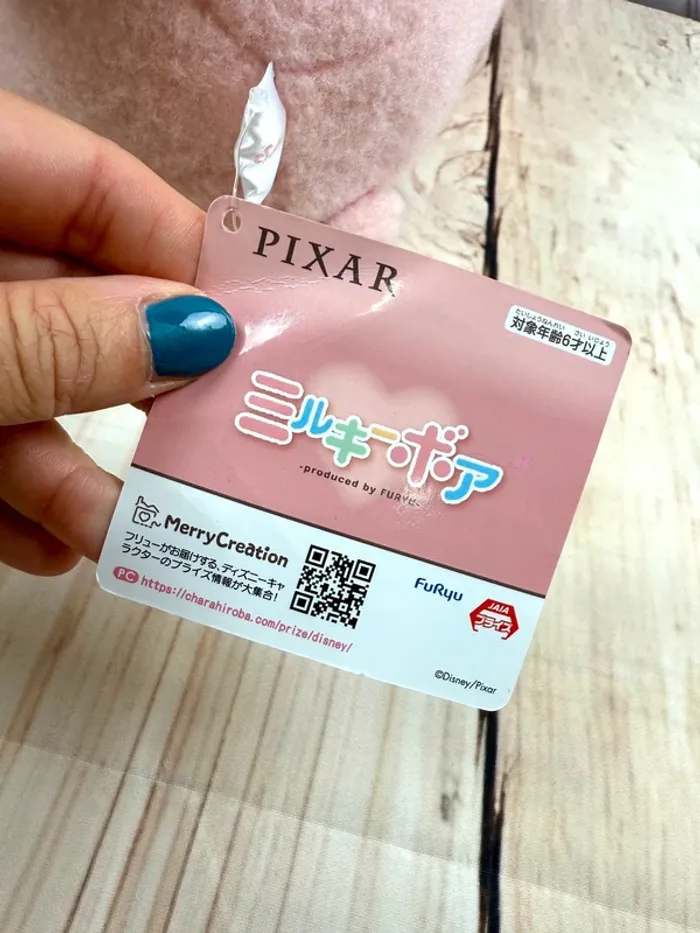 PIXAR
たいしょうねんれい さい いじょう
対象年齢6才以上
ミルキーボア
-produced by FURYU-
MerryCreation
フリューがお届けする、ディズニーキャ
ラクターのプライズ情報が大集合!
PC https://charahiroba.com/prize/disney/
FuRyu
JAIA
プライズ
©Disney/Pixar